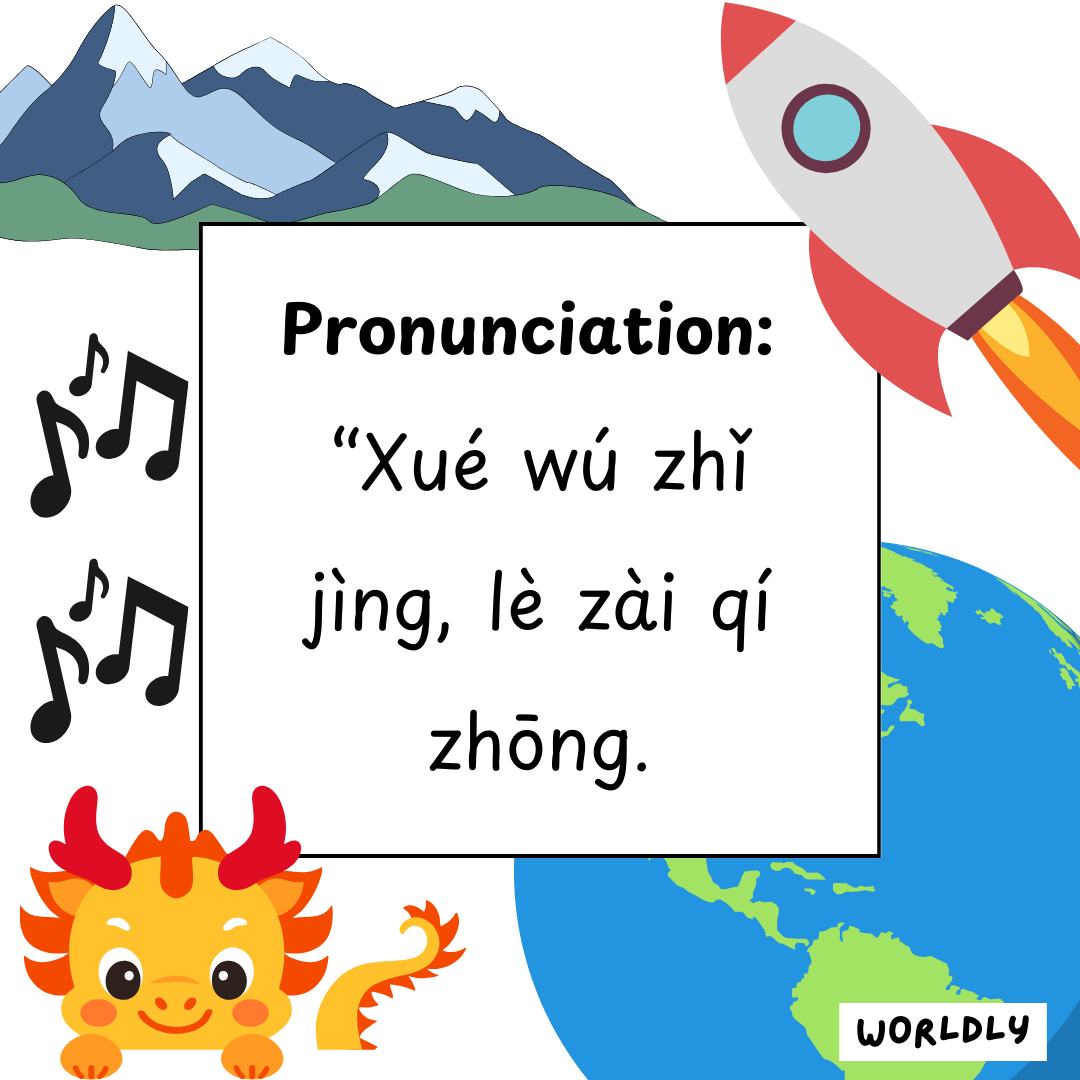 Pronunciation:
“Xué wú zhǐ
jìng, lè zài qí
zhōng.
WORLDLY